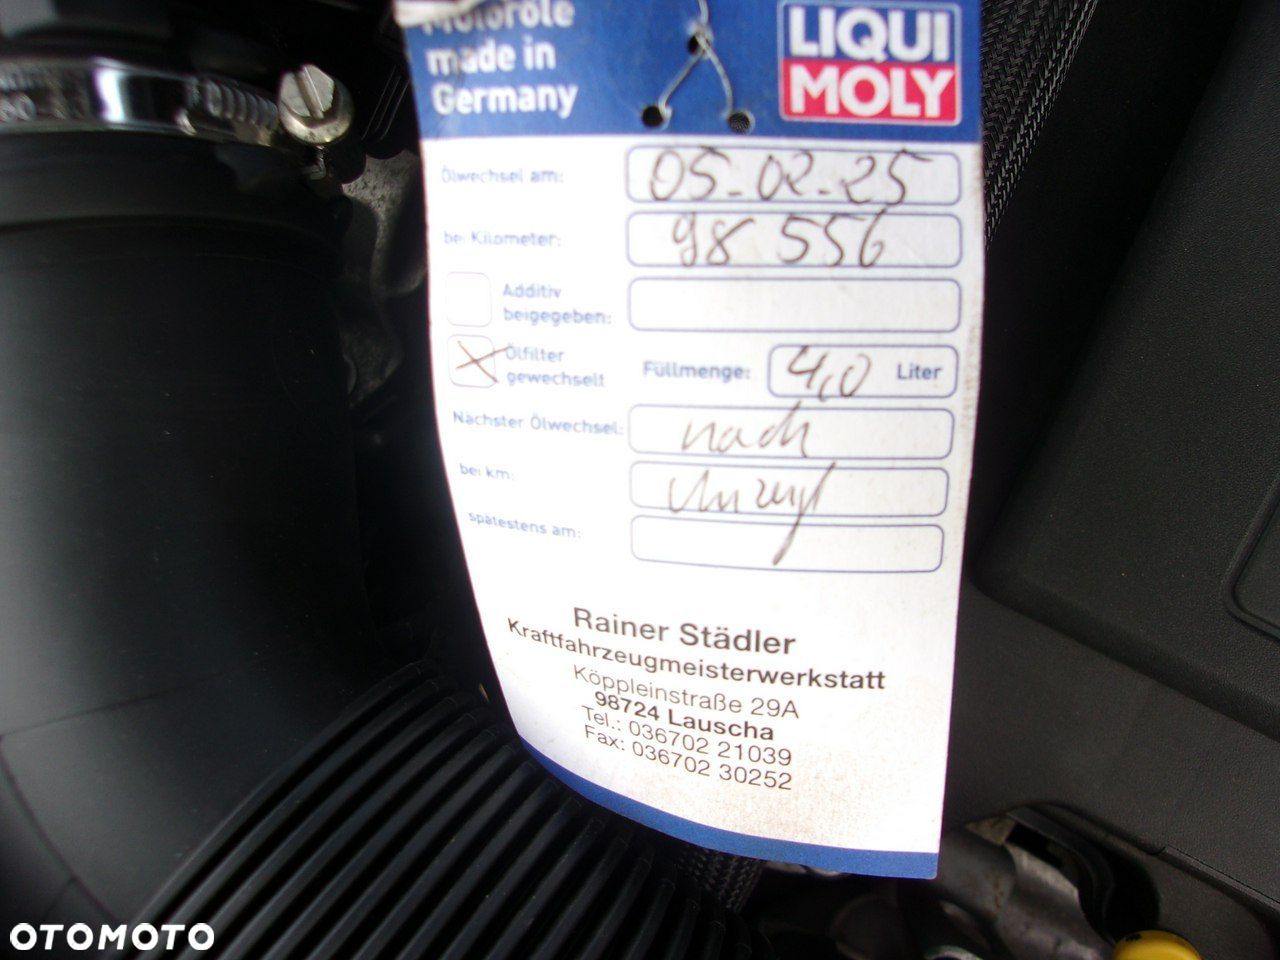 Motoröle
made in
Germany
LIQUI
MOLY
Ölwechsel am: 05-02-25
bei Kilometer: 98 556
Additiv
beigegeben:
Ölfilter
gewechselt
Füllmenge: 4,0 Liter
Nächster Ölwechsel: nach
bei km: Anzeige
spätestens am:
Rainer Städler
Kraftfahrzeugmeisterwerkstatt
Köppleinstraße 29A
98724 Lauscha
Tel.: 036702 21039
Fax: 036702 30252
OTOMOTO